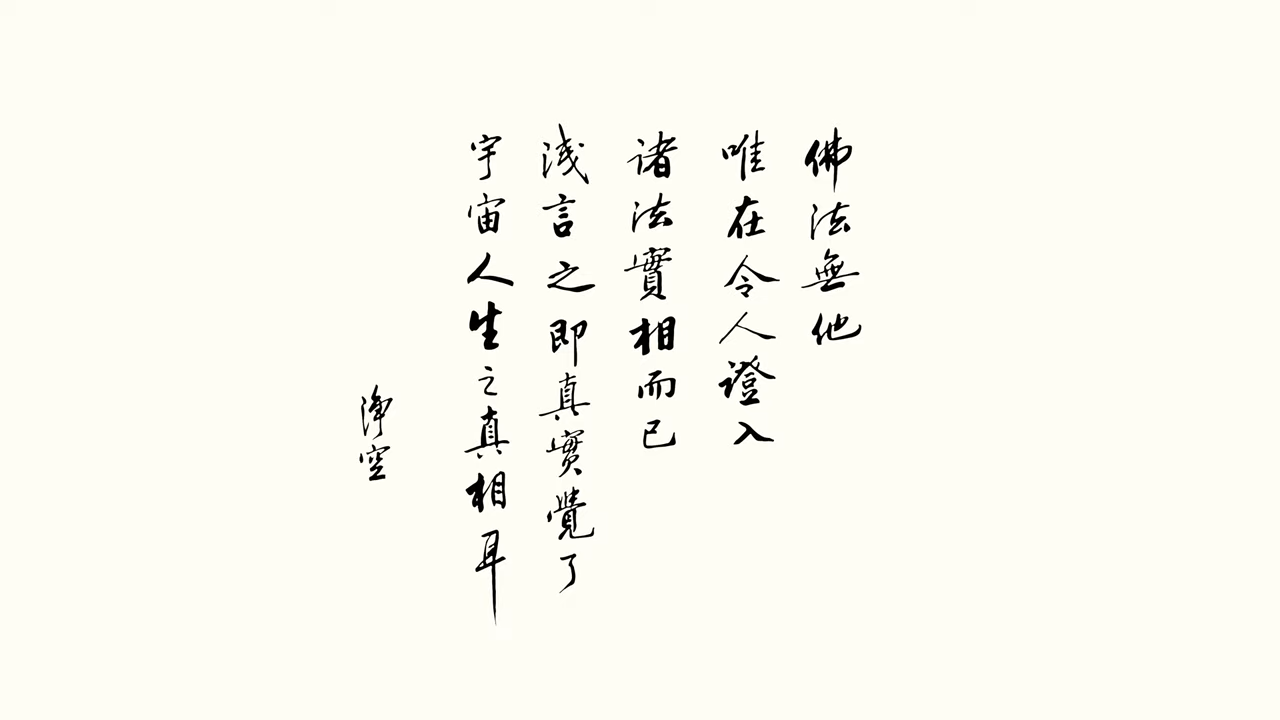 佛法無他
唯在令人證入
诸法實相而已
淺言之即真實覺了
宇宙人生之真相耳
淨空